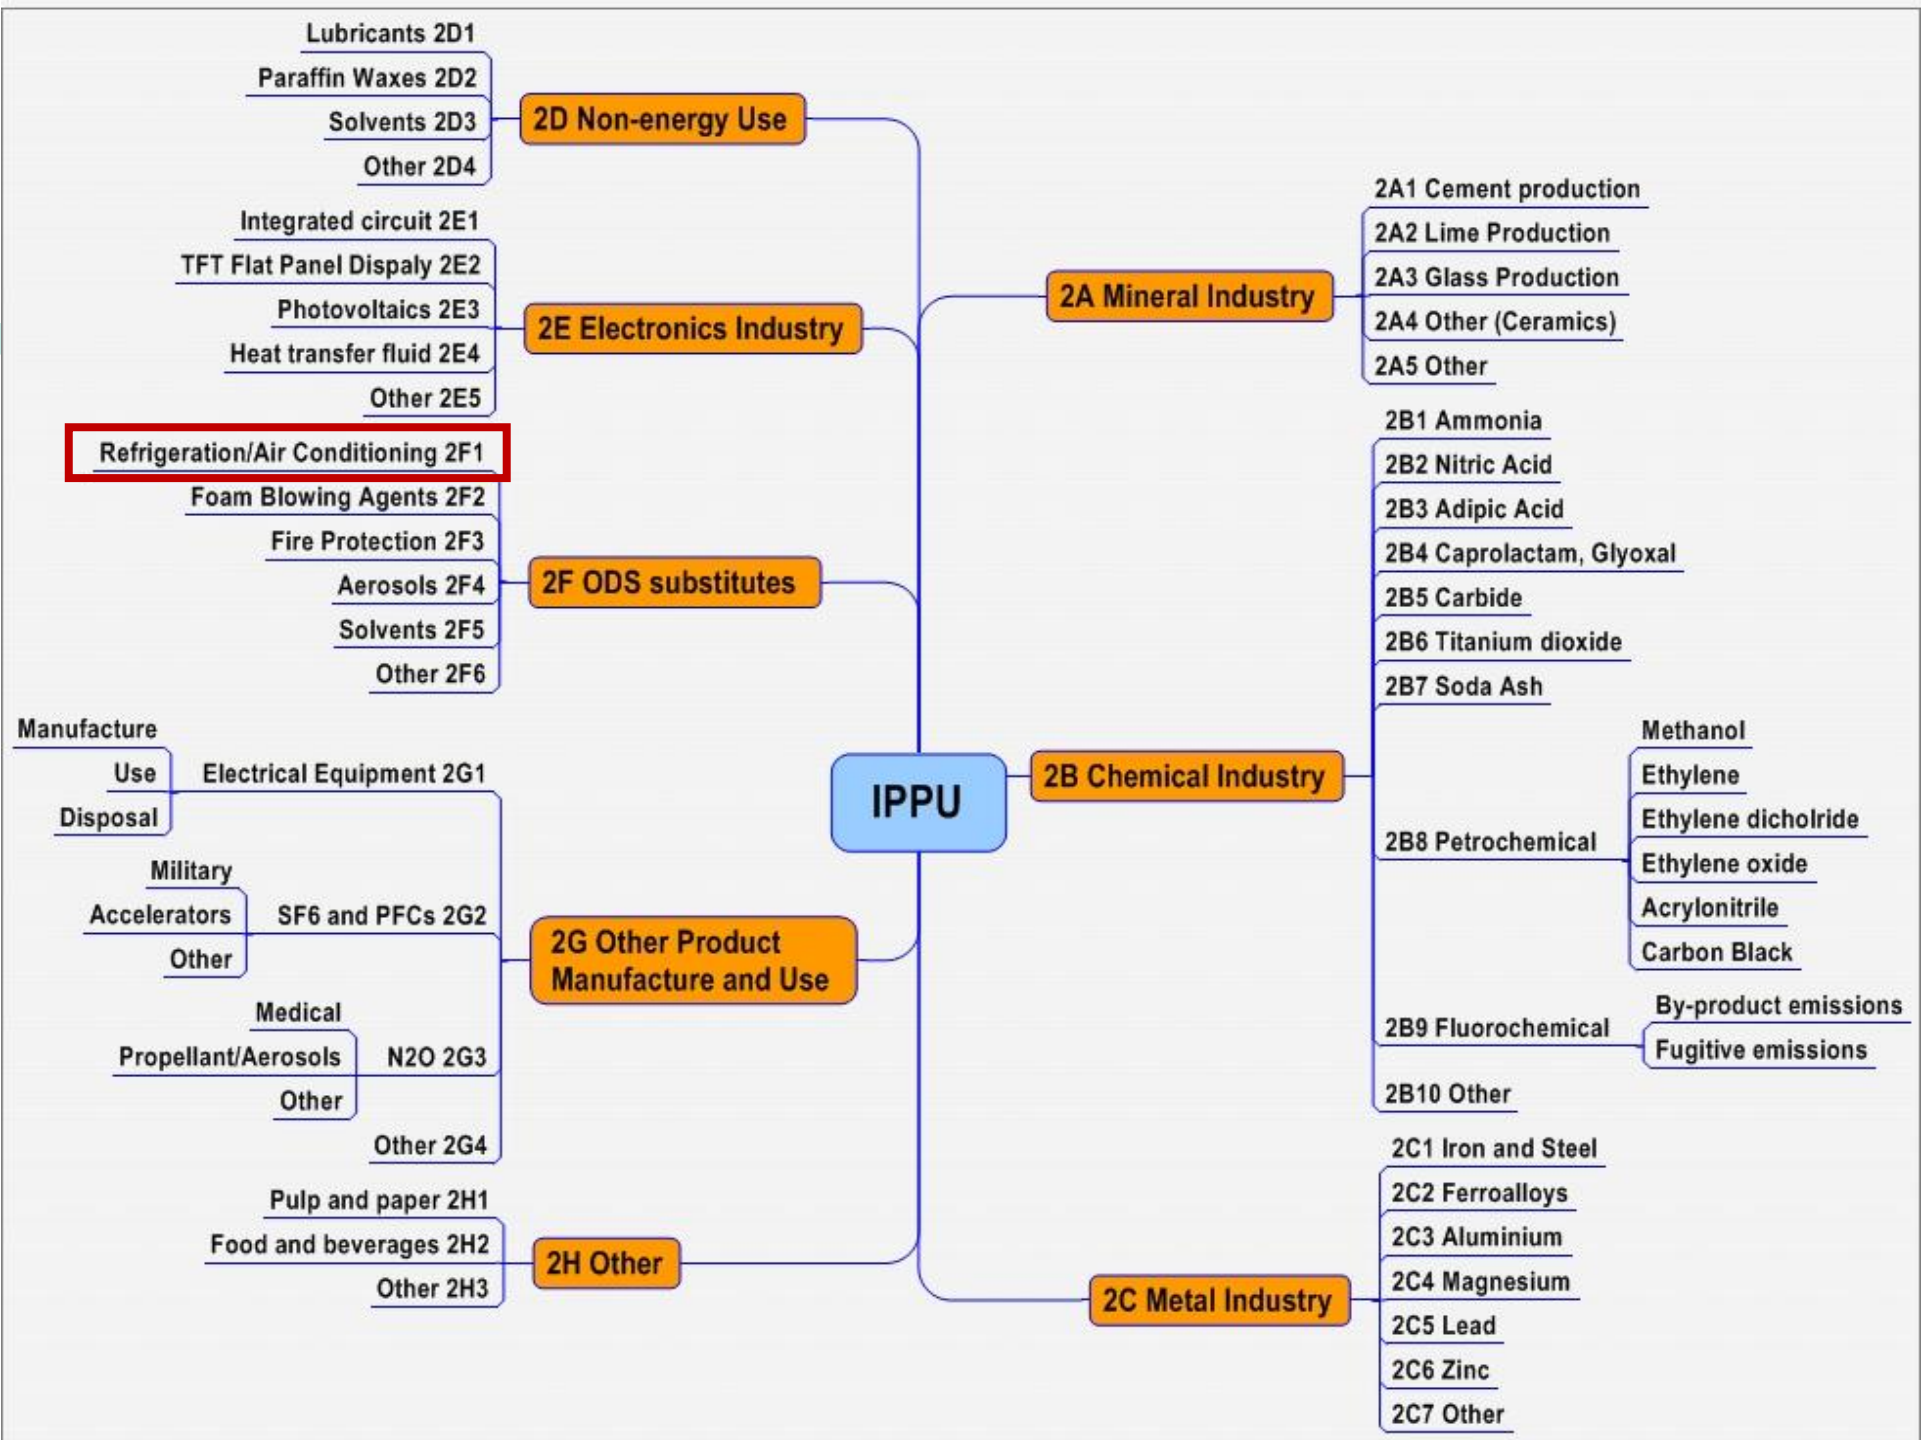 Lubricants 2D1
Paraffin Waxes 2D2
Solvents 2D3
Other 2D4
2D Non-energy Use
Integrated circuit 2E1
TFT Flat Panel Dispaly 2E2
Photovoltaics 2E3
Heat transfer fluid 2E4
Other 2E5
2E Electronics Industry
Refrigeration/Air Conditioning 2F1
Foam Blowing Agents 2F2
Fire Protection 2F3
Aerosols 2F4
Solvents 2F5
Other 2F6
2F ODS substitutes
Manufacture
Use
Disposal
Electrical Equipment 2G1
Military
Accelerators
Other
SF6 and PFCs 2G2
Medical
Propellant/Aerosols
Other
N2O 2G3
Other 2G4
2G Other Product
Manufacture and Use
Pulp and paper 2H1
Food and beverages 2H2
Other 2H3
2H Other
IPPU
2A Mineral Industry
2A1 Cement production
2A2 Lime Production
2A3 Glass Production
2A4 Other (Ceramics)
2A5 Other
2B Chemical Industry
2B1 Ammonia
2B2 Nitric Acid
2B3 Adipic Acid
2B4 Caprolactam, Glyoxal
2B5 Carbide
2B6 Titanium dioxide
2B7 Soda Ash
2B8 Petrochemical
Methanol
Ethylene
Ethylene dicholride
Ethylene oxide
Acrylonitrile
Carbon Black
2B9 Fluorochemical
By-product emissions
Fugitive emissions
2B10 Other
2C Metal Industry
2C1 Iron and Steel
2C2 Ferroalloys
2C3 Aluminium
2C4 Magnesium
2C5 Lead
2C6 Zinc
2C7 Other